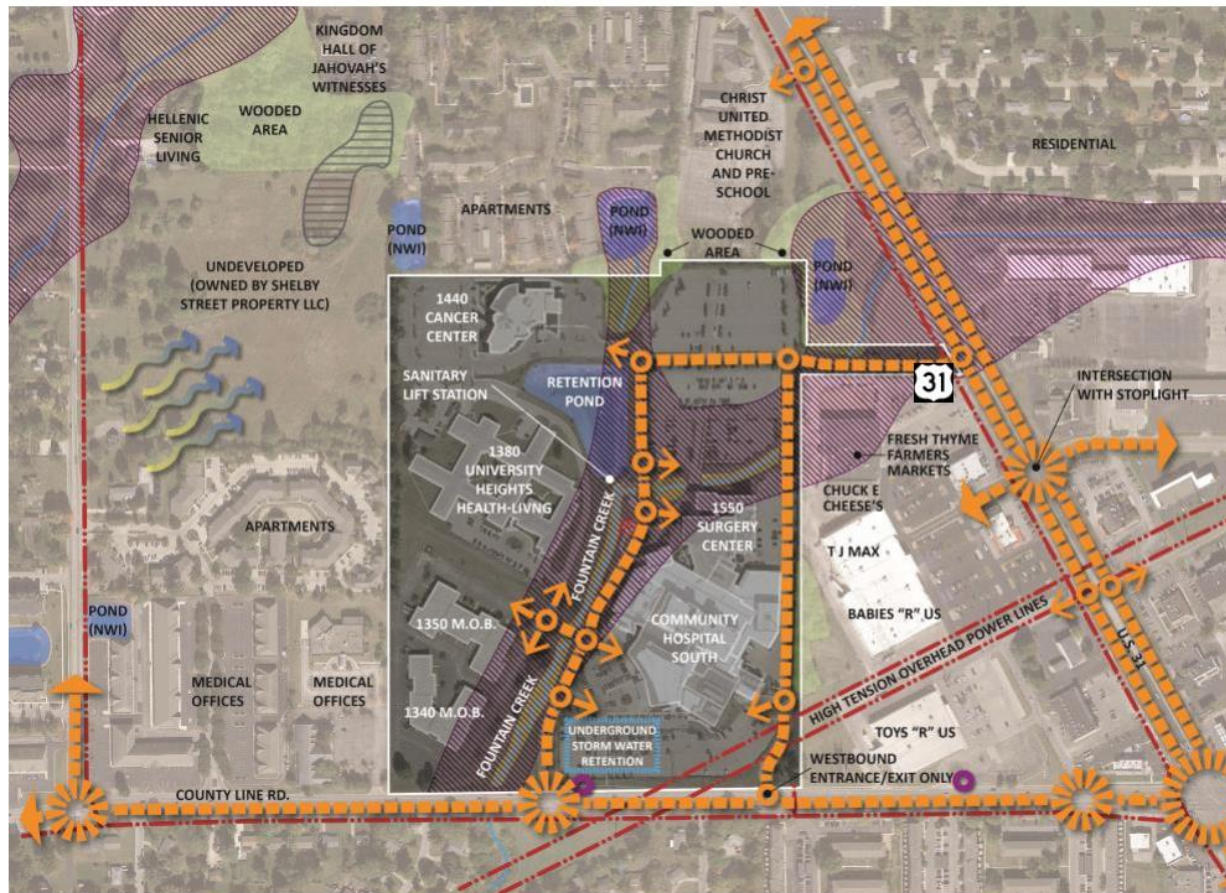 KINGDOM
HALL OF
JAHOVAH'S
WITNESSES
HELLENIC
SENIOR
LIVING
WOODED
AREA
CHRIST
UNITED
METHODIST
CHURCH
AND PRE-
SCHOOL
RESIDENTIAL
APARTMENTS
POND
(NWI)
POND
(NWI)
WOODED
AREA
POND
(NWI)
UNDEVELOPED
(OWNED BY SHELBY
STREET PROPERTY LLC)
1440
CANCER
CENTER
SANITARY
LIFT STATION
RETENTION
POND
31
INTERSECTION
WITH STOPLIGHT
1380
UNIVERSITY
HEIGHTS
HEALTH-LIVNG
FRESH THYME
FARMERS
MARKETS
CHUCK E
CHEESE'S
1550
SURGERY
CENTER
APARTMENTS
FOUNTAIN CREEK
T J MAX
BABIES "R" US
POND
(NWI)
1350 M.O.B.
COMMUNITY
HOSPITAL
SOUTH
HIGH TENSION OVERHEAD POWER LINES
U.S. 31
MEDICAL
OFFICES
MEDICAL
OFFICES
1340 M.O.B.
FOUNTAIN CREEK
UNDERGROUND
STORM WATER
RETENTION
TOYS "R" US
WESTBOUND
ENTRANCE/EXIT ONLY
COUNTY LINE RD.